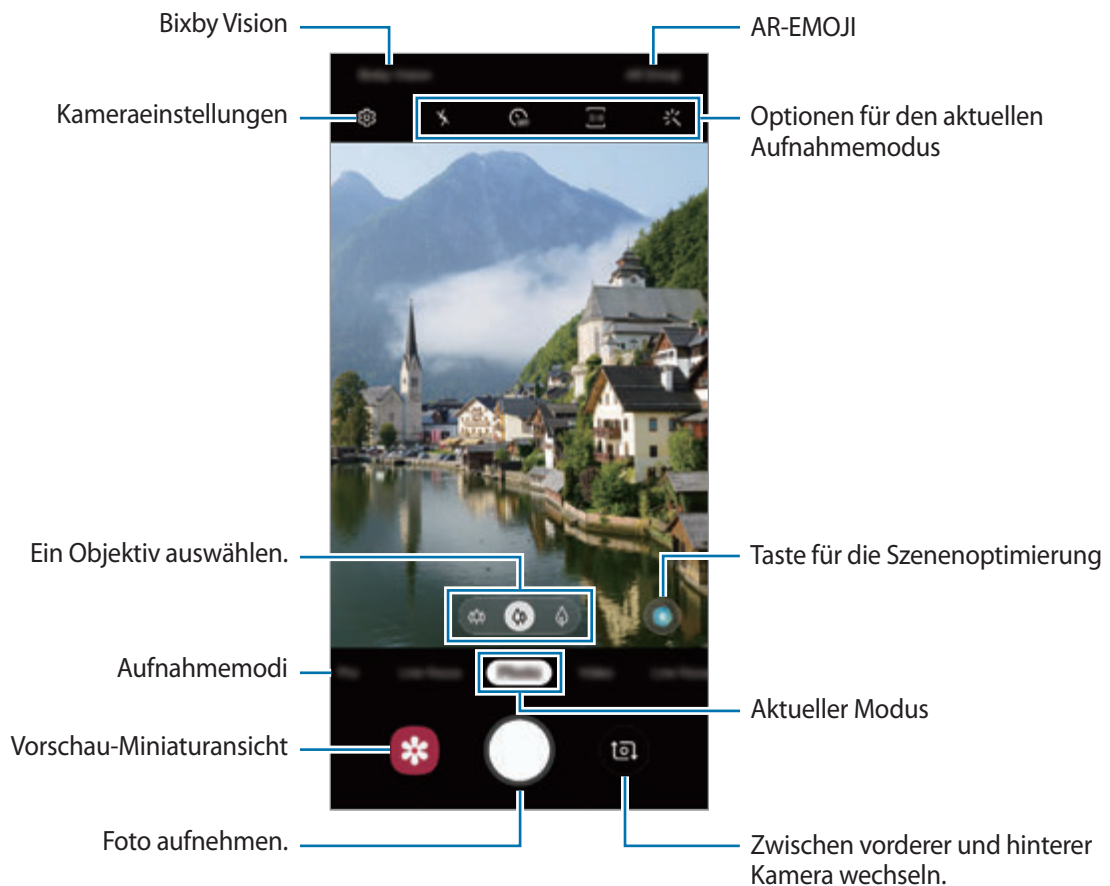 Bixby Vision
AR-EMOJI
Kameraeinstellungen
Optionen für den aktuellen
Aufnahmemodus
Ein Objektiv auswählen.
Taste für die Szenenoptimierung
Aufnahmemodi
Aktueller Modus
Vorschau-Miniaturansicht
Foto aufnehmen.
Zwischen vorderer und hinterer
Kamera wechseln.